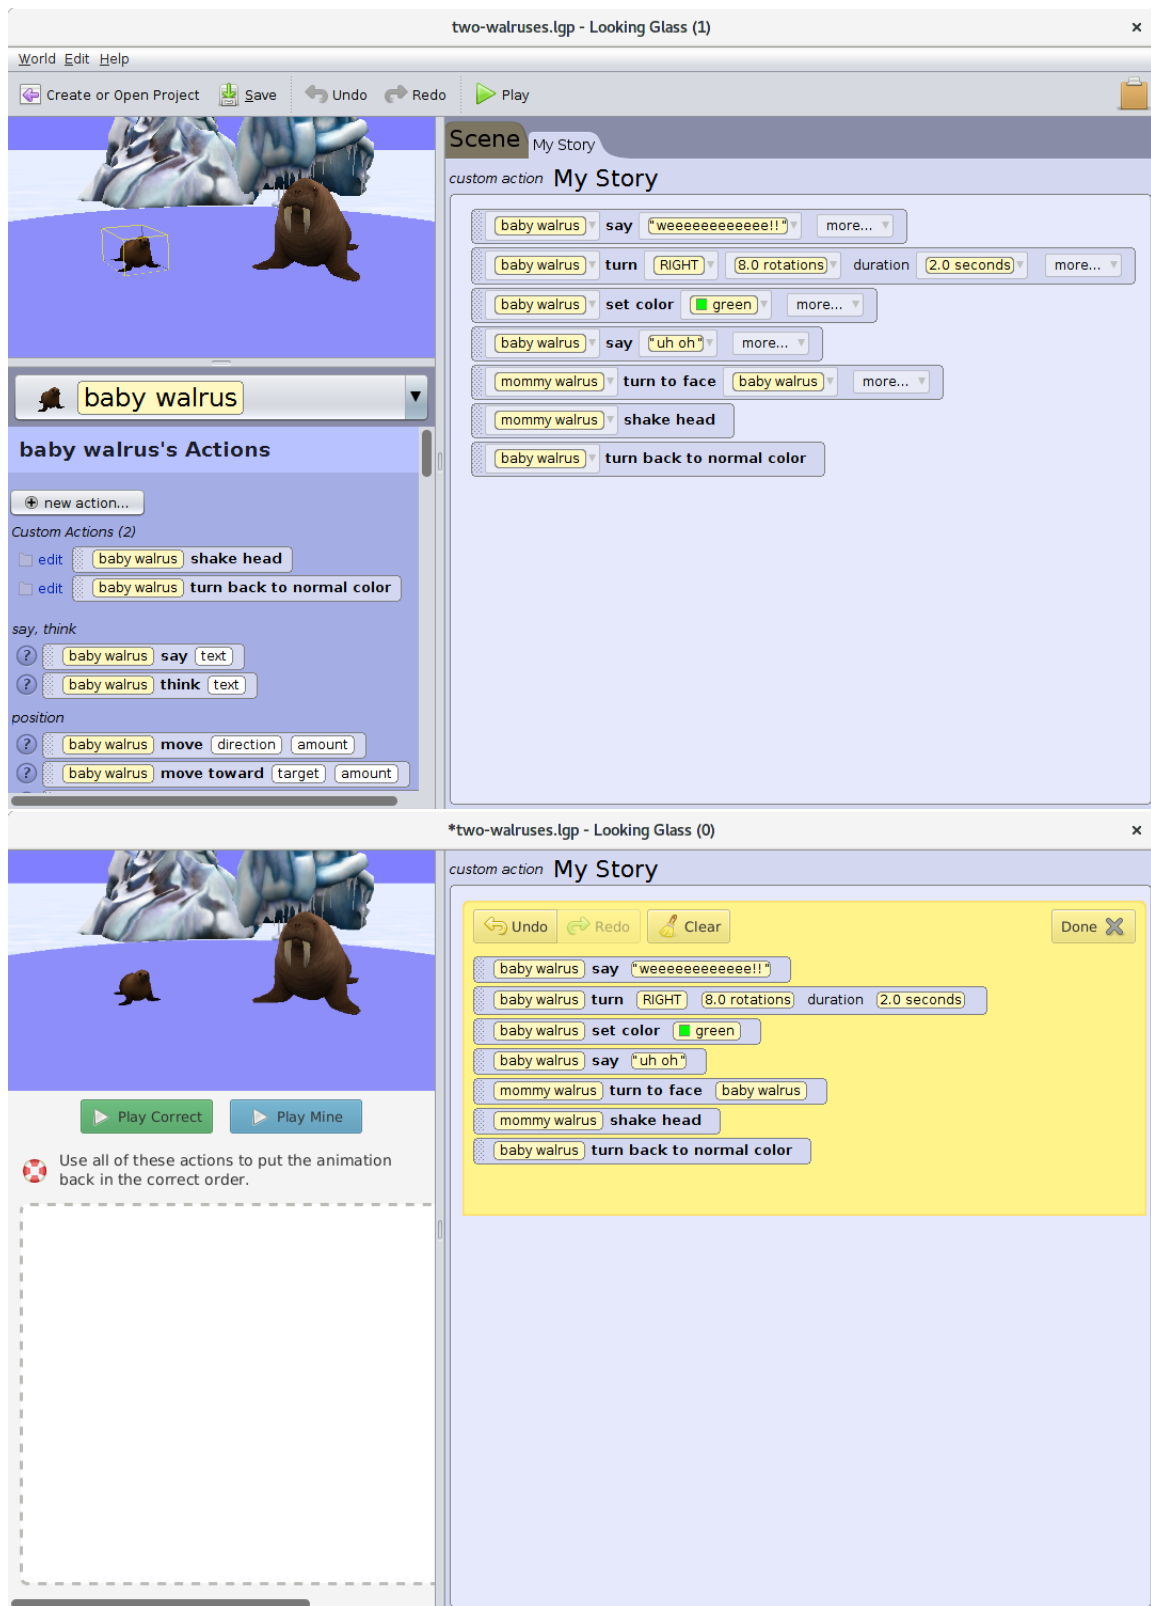 two-walruses.lgp - Looking Glass (1)
World Edit Help
Create or Open Project Save Undo Redo Play
Scene My Story
custom action My Story
baby walrus say "weeeeeeeeeeee!!" more...
baby walrus turn RIGHT 8.0 rotations duration 2.0 seconds more...
baby walrus set color green more...
baby walrus say "uh oh" more...
mommy walrus turn to face baby walrus more...
mommy walrus shake head
baby walrus turn back to normal color
baby walrus
baby walrus's Actions
new action...
Custom Actions (2)
edit baby walrus shake head
edit baby walrus turn back to normal color
say, think
? baby walrus say text
? baby walrus think text
position
? baby walrus move direction amount
? baby walrus move toward target amount
*two-walruses.lgp - Looking Glass (0)
custom action My Story
Undo Redo Clear Done
baby walrus say "weeeeeeeeeeee!!"
baby walrus turn RIGHT 8.0 rotations duration 2.0 seconds
baby walrus set color green
baby walrus say "uh oh"
mommy walrus turn to face baby walrus
mommy walrus shake head
baby walrus turn back to normal color
Play Correct Play Mine
Use all of these actions to put the animation
back in the correct order.